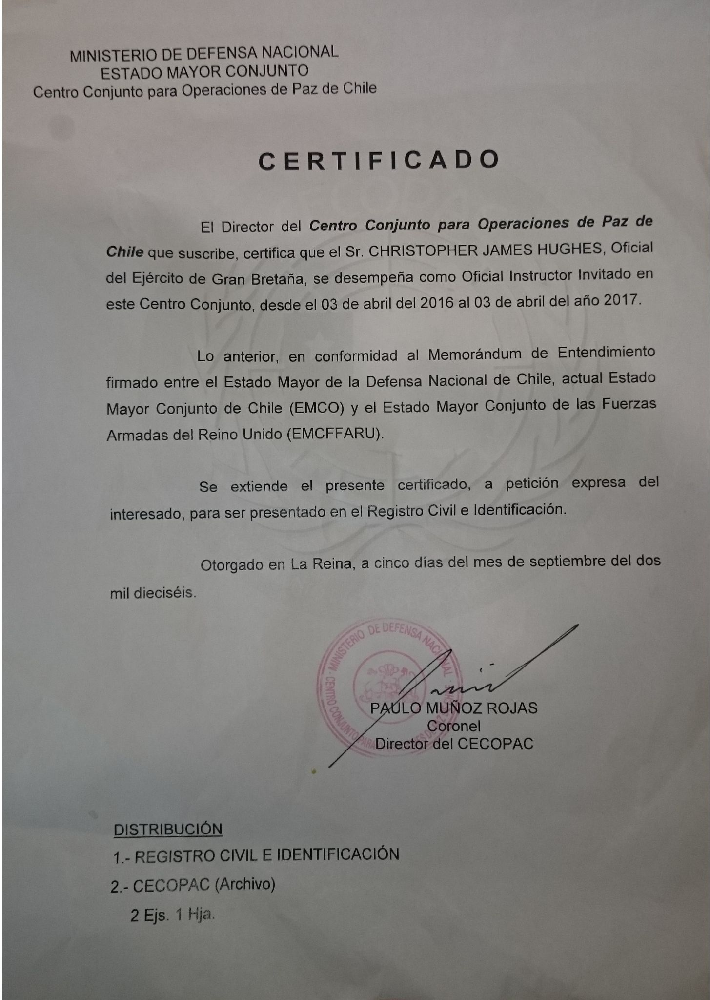 MINISTERIO DE DEFENSA NACIONAL
ESTADO MAYOR CONJUNTO
Centro Conjunto para Operaciones de Paz de Chile
CERTIFICADO
El Director del Centro Conjunto para Operaciones de Paz de
Chile que suscribe, certifica que el Sr. CHRISTOPHER JAMES HUGHES, Oficial
del Ejército de Gran Bretaña, se desempeña como Oficial Instructor Invitado en
este Centro Conjunto, desde el 03 de abril del 2016 al 03 de abril del año 2017.
Lo anterior, en conformidad al Memorándum de Entendimiento
firmado entre el Estado Mayor de la Defensa Nacional de Chile, actual Estado
Mayor Conjunto de Chile (EMCO) y el Estado Mayor Conjunto de las Fuerzas
Armadas del Reino Unido (EMCFFARU).
Se extiende el presente certificado, a petición expresa del
interesado, para ser presentado en el Registro Civil e Identificación.
Otorgado en La Reina, a cinco días del mes de septiembre del dos
mil dieciséis.
MINISTERIO DE DEFENSA NACIONAL
CENTRO CONJUNTO PARA
PAULO MUÑOZ ROJAS
Coronel
Director del CECOPAC
DISTRIBUCIÓN
1.- REGISTRO CIVIL E IDENTIFICACIÓN
2.- CECOPAC (Archivo)
2 Ejs. 1 Hja.